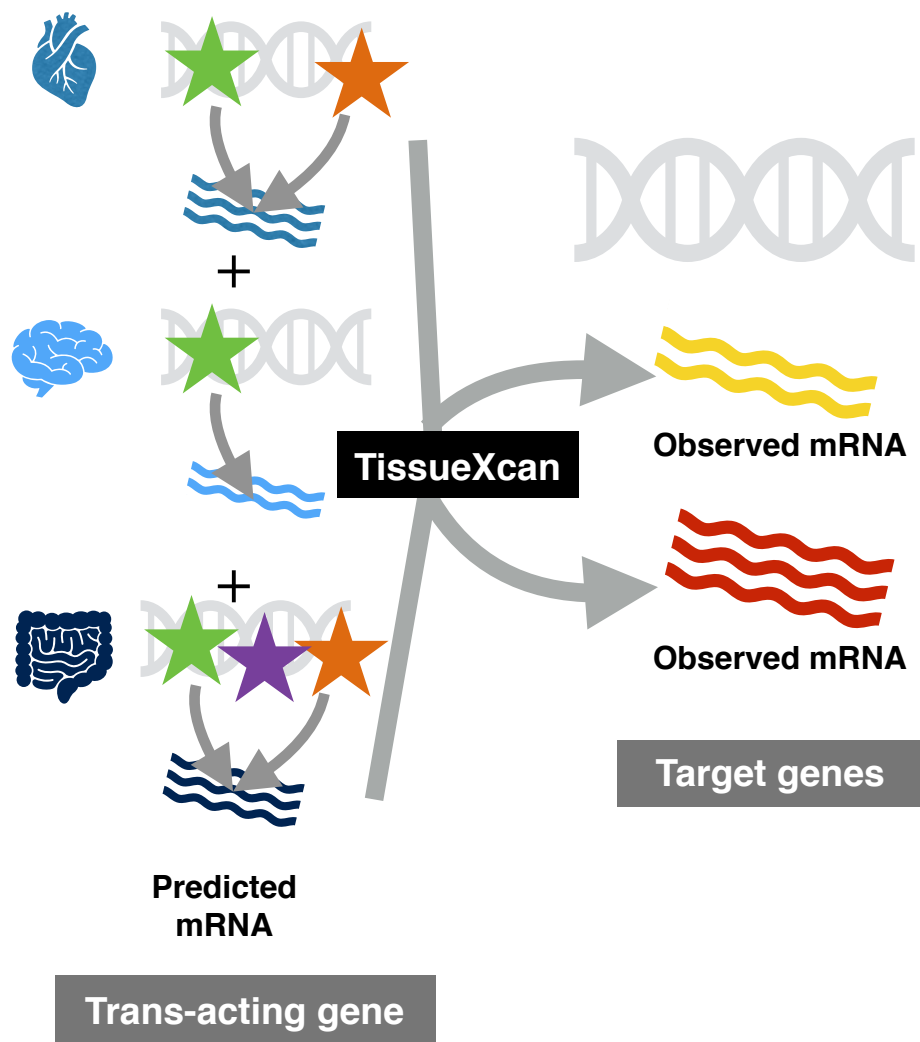 +
TissueXcan
Observed mRNA
+
Observed mRNA
Target genes
Predicted
mRNA
Trans-acting gene